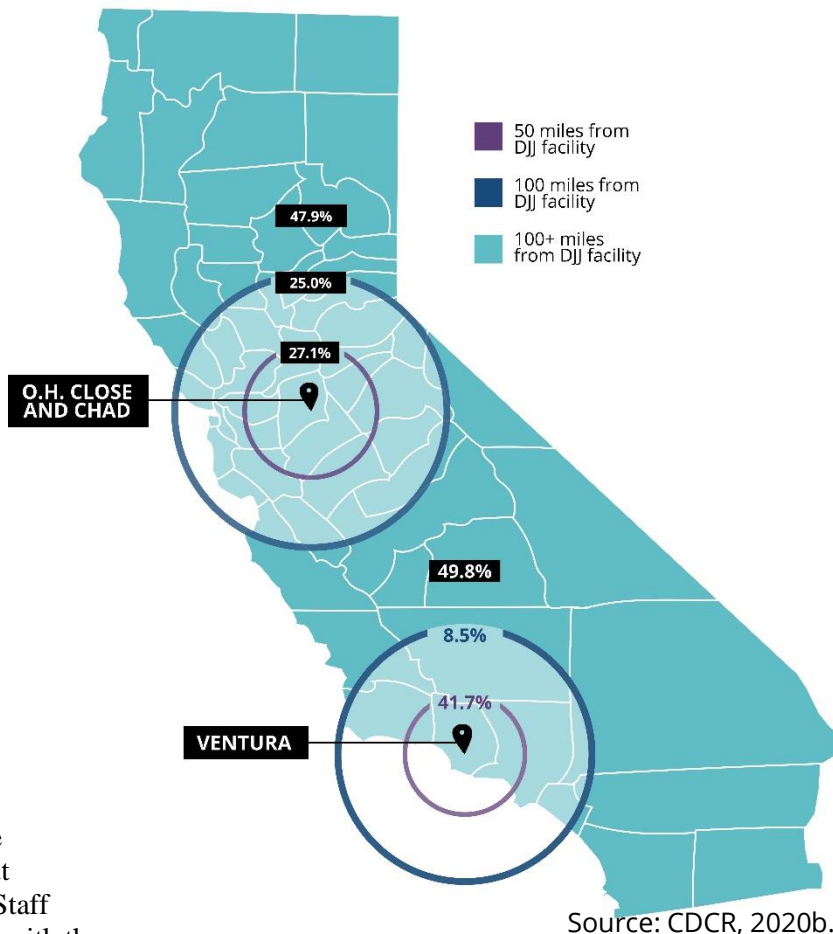 50 miles from
DJJ facility
100 miles from
DJJ facility
100+ miles
from DJJ facility
47.9%
25.0%
27.1%
O.H. CLOSE
AND CHAD
49.8%
8.5%
41.7%
VENTURA
Staff
Source: CDCR, 2020b.